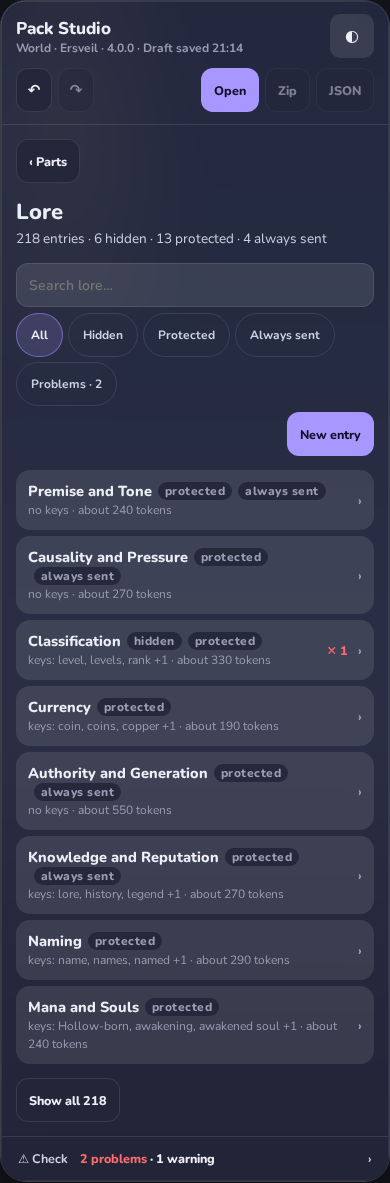 Pack Studio
World · Ersveil · 4.0.0 · Draft saved 21:14
Open Zip JSON
‹ Parts
Lore
218 entries · 6 hidden · 13 protected · 4 always sent
Search lore...
All Hidden Protected Always sent
Problems · 2
New entry
Premise and Tone protected always sent
no keys · about 240 tokens
Causality and Pressure protected
always sent
no keys · about 270 tokens
Classification hidden protected
keys: level, levels, rank +1 · about 330 tokens
× 1
Currency protected
keys: coin, coins, copper +1 · about 190 tokens
Authority and Generation protected
always sent
no keys · about 550 tokens
Knowledge and Reputation protected
always sent
keys: lore, history, legend +1 · about 270 tokens
Naming protected
keys: name, names, named +1 · about 290 tokens
Mana and Souls protected
keys: Hollow-born, awakening, awakened soul +1 · about
240 tokens
Show all 218
⚠ Check 2 problems · 1 warning